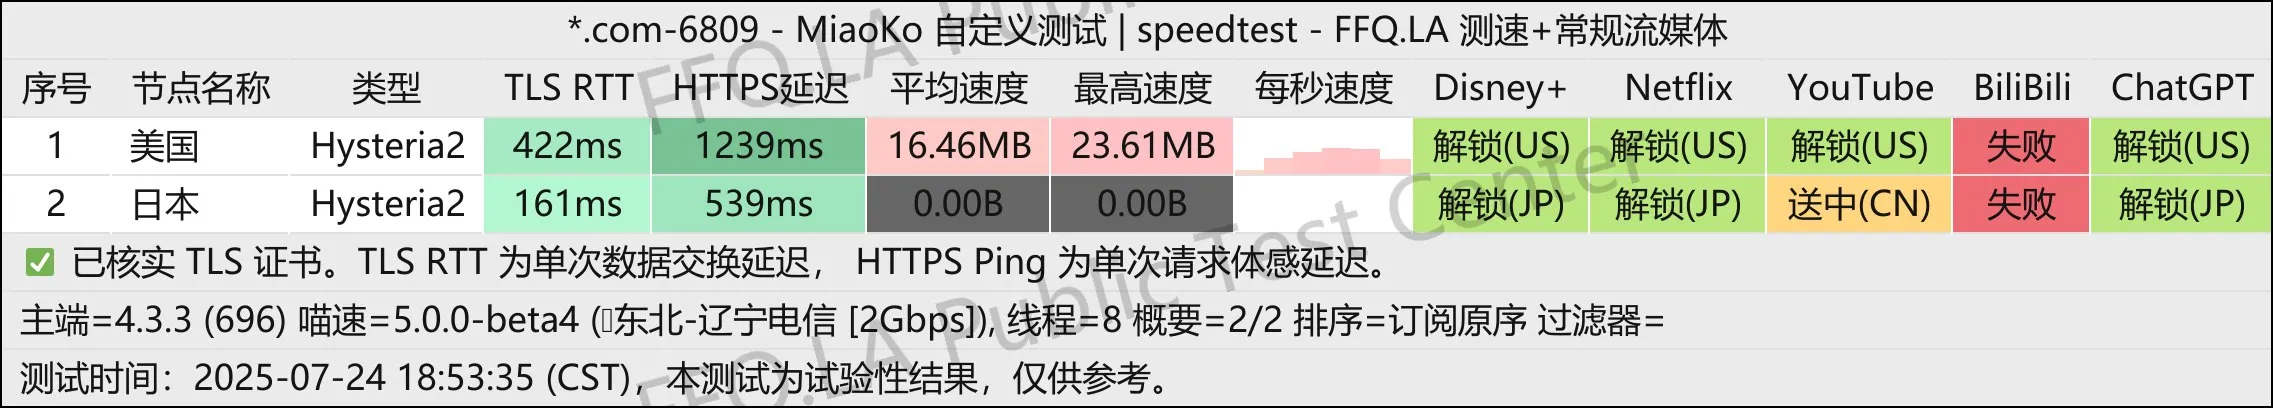 *.com-6809 - MiaoKo 自定义测试 | speedtest - FFQ.LA 测速+常规流媒体
序号 节点名称 类型 TLS RTT HTTPS延迟 平均速度 最高速度 每秒速度 Disney+ Netflix YouTube BiliBili ChatGPT
1 美国 Hysteria2 422ms 1239ms 16.46MB 23.61MB 解锁(US) 解锁(US) 解锁(US) 失败 解锁(US)
2 日本 Hysteria2 161ms 539ms 0.00B 0.00B 解锁(JP) 解锁(JP) 送中(CN) 失败 解锁(JP)
✅ 已核实 TLS 证书。TLS RTT 为单次数据交换延迟， HTTPS Ping 为单次请求体感延迟。
主端=4.3.3 (696) 喵速=5.0.0-beta4 (东北-辽宁电信 [2Gbps]), 线程=8 概要=2/2 排序=订阅原序 过滤器=
测试时间：2025-07-24 18:53:35 (CST)，本测试为试验性结果，仅供参考。
FFQ.LA Public Test Center
FFQ.LA Public Test Center